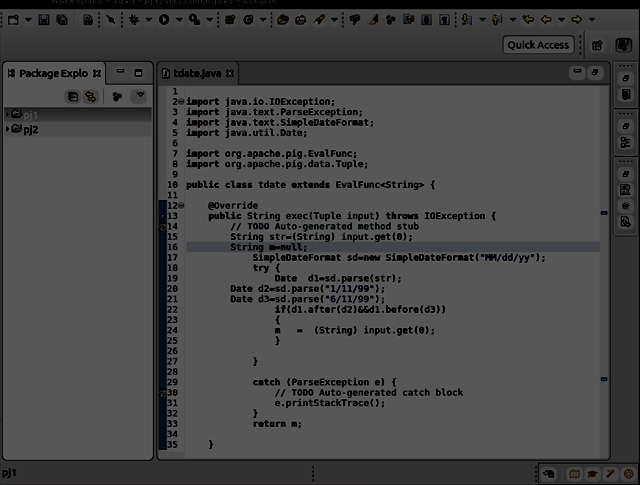 Quick Access
Package Explo
pj1
pj2
tdate.java
1
2 import java.io.IOException;
3 import java.text.ParseException;
4 import java.text.SimpleDateFormat;
5 import java.util.Date;
6
7 import org.apache.pig.EvalFunc;
8 import org.apache.pig.data.Tuple;
9
10 public class tdate extends EvalFunc<String> {
11
12 @Override
13 public String exec(Tuple input) throws IOException {
14 // TODO Auto-generated method stub
15 String str=(String) input.get(0);
16 String m=null;
17 SimpleDateFormat sd=new SimpleDateFormat("MM/dd/yy");
18 try {
19 Date d1=sd.parse(str);
20 Date d2=sd.parse("1/11/99");
21 Date d3=sd.parse("6/11/99");
22 if(d1.after(d2)&&d1.before(d3))
23 {
24 m = (String) input.get(0);
25 }
26
27 }
28
29 catch (ParseException e) {
30 // TODO Auto-generated catch block
31 e.printStackTrace();
32 }
33 return m;
34
35 }
pj1